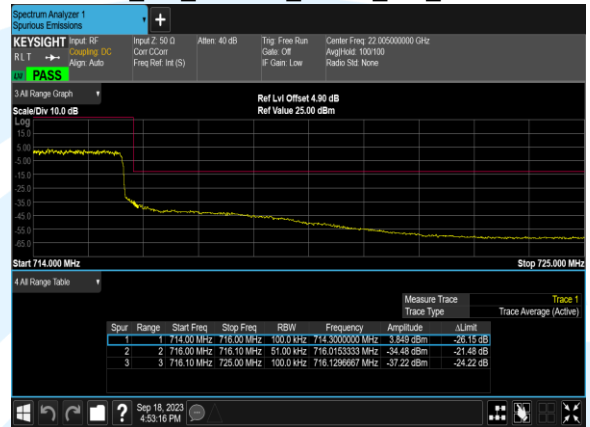 Spectrum Analyzer 1
Spurious Emissions
KEYSIGHT Input: RF Input Z: 50 Ω Atten: 40 dB Trig: Free Run Center Freq: 22.005000000 GHz
RLT Coupling: DC Corr CCorr Gate: Off Avg|Hold: 100/100
Align: Auto Freq Ref: Int (S) IF Gain: Low Radio Std: None
PASS
3 All Range Graph
Ref Lvl Offset 4.90 dB
Scale/Div 10.0 dB Ref Value 25.00 dBm
Log
15.0
5.00
-5.00
-15.0
-25.0
-35.0
-45.0
-55.0
-65.0
Start 714.000 MHz Stop 725.000 MHz
4 All Range Table
Measure Trace Trace 1
Trace Type Trace Average (Active)
Spur Range Start Freq Stop Freq RBW Frequency Amplitude ΔLimit
1 1 714.00 MHz 716.00 MHz 100.0 kHz 714.3000000 MHz 3.849 dBm -26.15 dB
2 2 716.00 MHz 716.10 MHz 51.00 kHz 716.0153333 MHz -34.48 dBm -21.48 dB
3 3 716.10 MHz 725.00 MHz 100.0 kHz 716.1296667 MHz -37.22 dBm -24.22 dB
Sep 18, 2023
4:53:16 PM